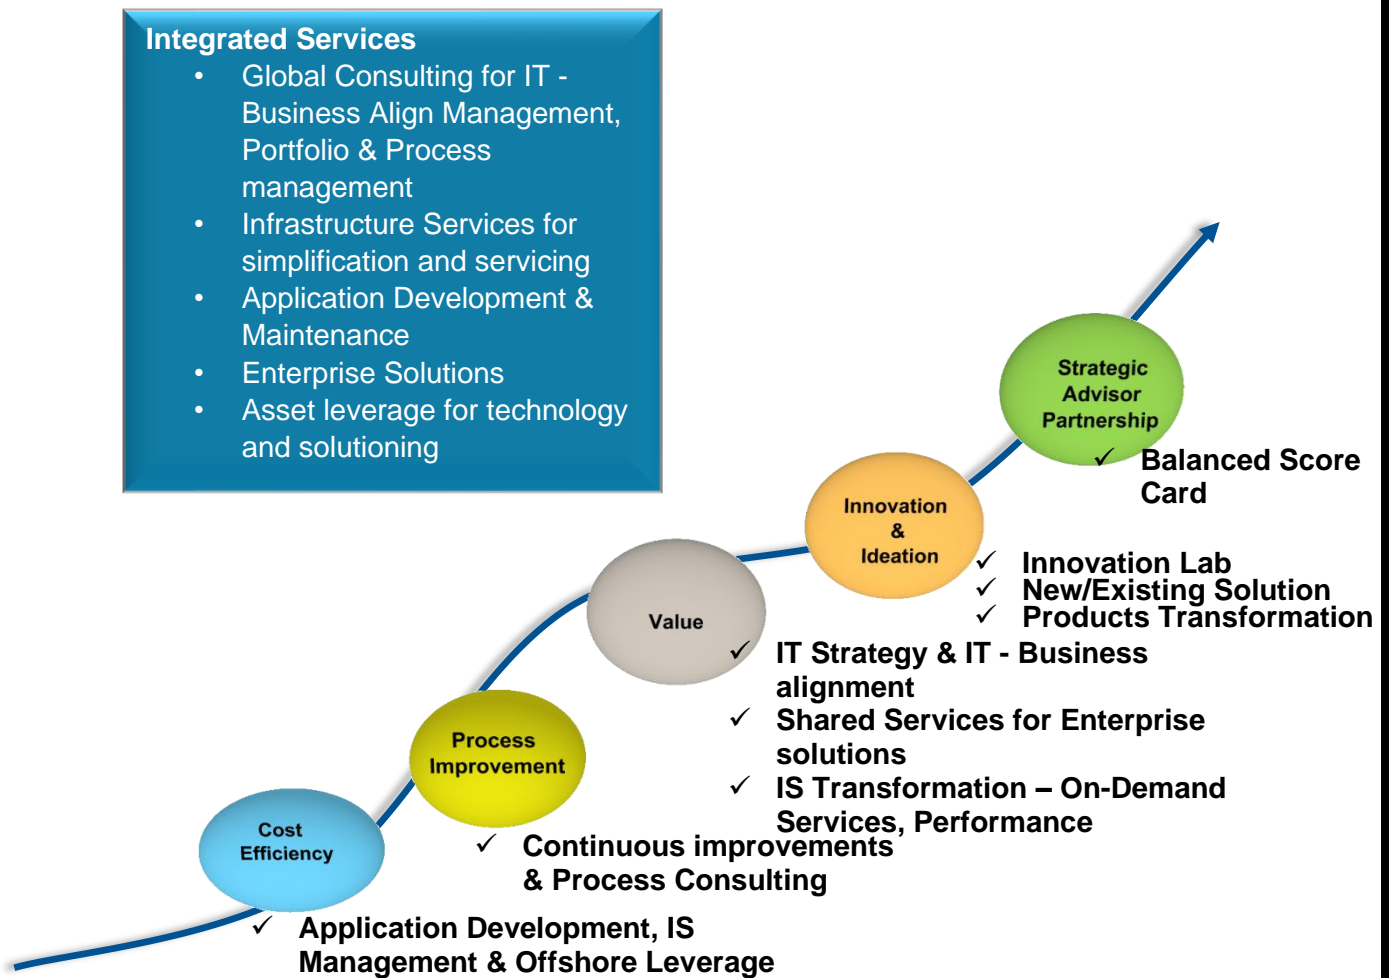 Integrated Services
• Global Consulting for IT -
Business Align Management,
Portfolio & Process
management
• Infrastructure Services for
simplification and servicing
• Application Development &
Maintenance
• Enterprise Solutions
• Asset leverage for technology
and solutioning
Strategic
Advisor
Partnership
✓ Balanced Score
Card
Innovation
&
Ideation
✓ Innovation Lab
✓ New/Existing Solution
✓ Products Transformation
Value
✓ IT Strategy & IT - Business
alignment
✓ Shared Services for Enterprise
solutions
✓ IS Transformation – On-Demand
Services, Performance
Process
Improvement
✓ Continuous improvements
& Process Consulting
Cost
Efficiency
✓ Application Development, IS
Management & Offshore Leverage